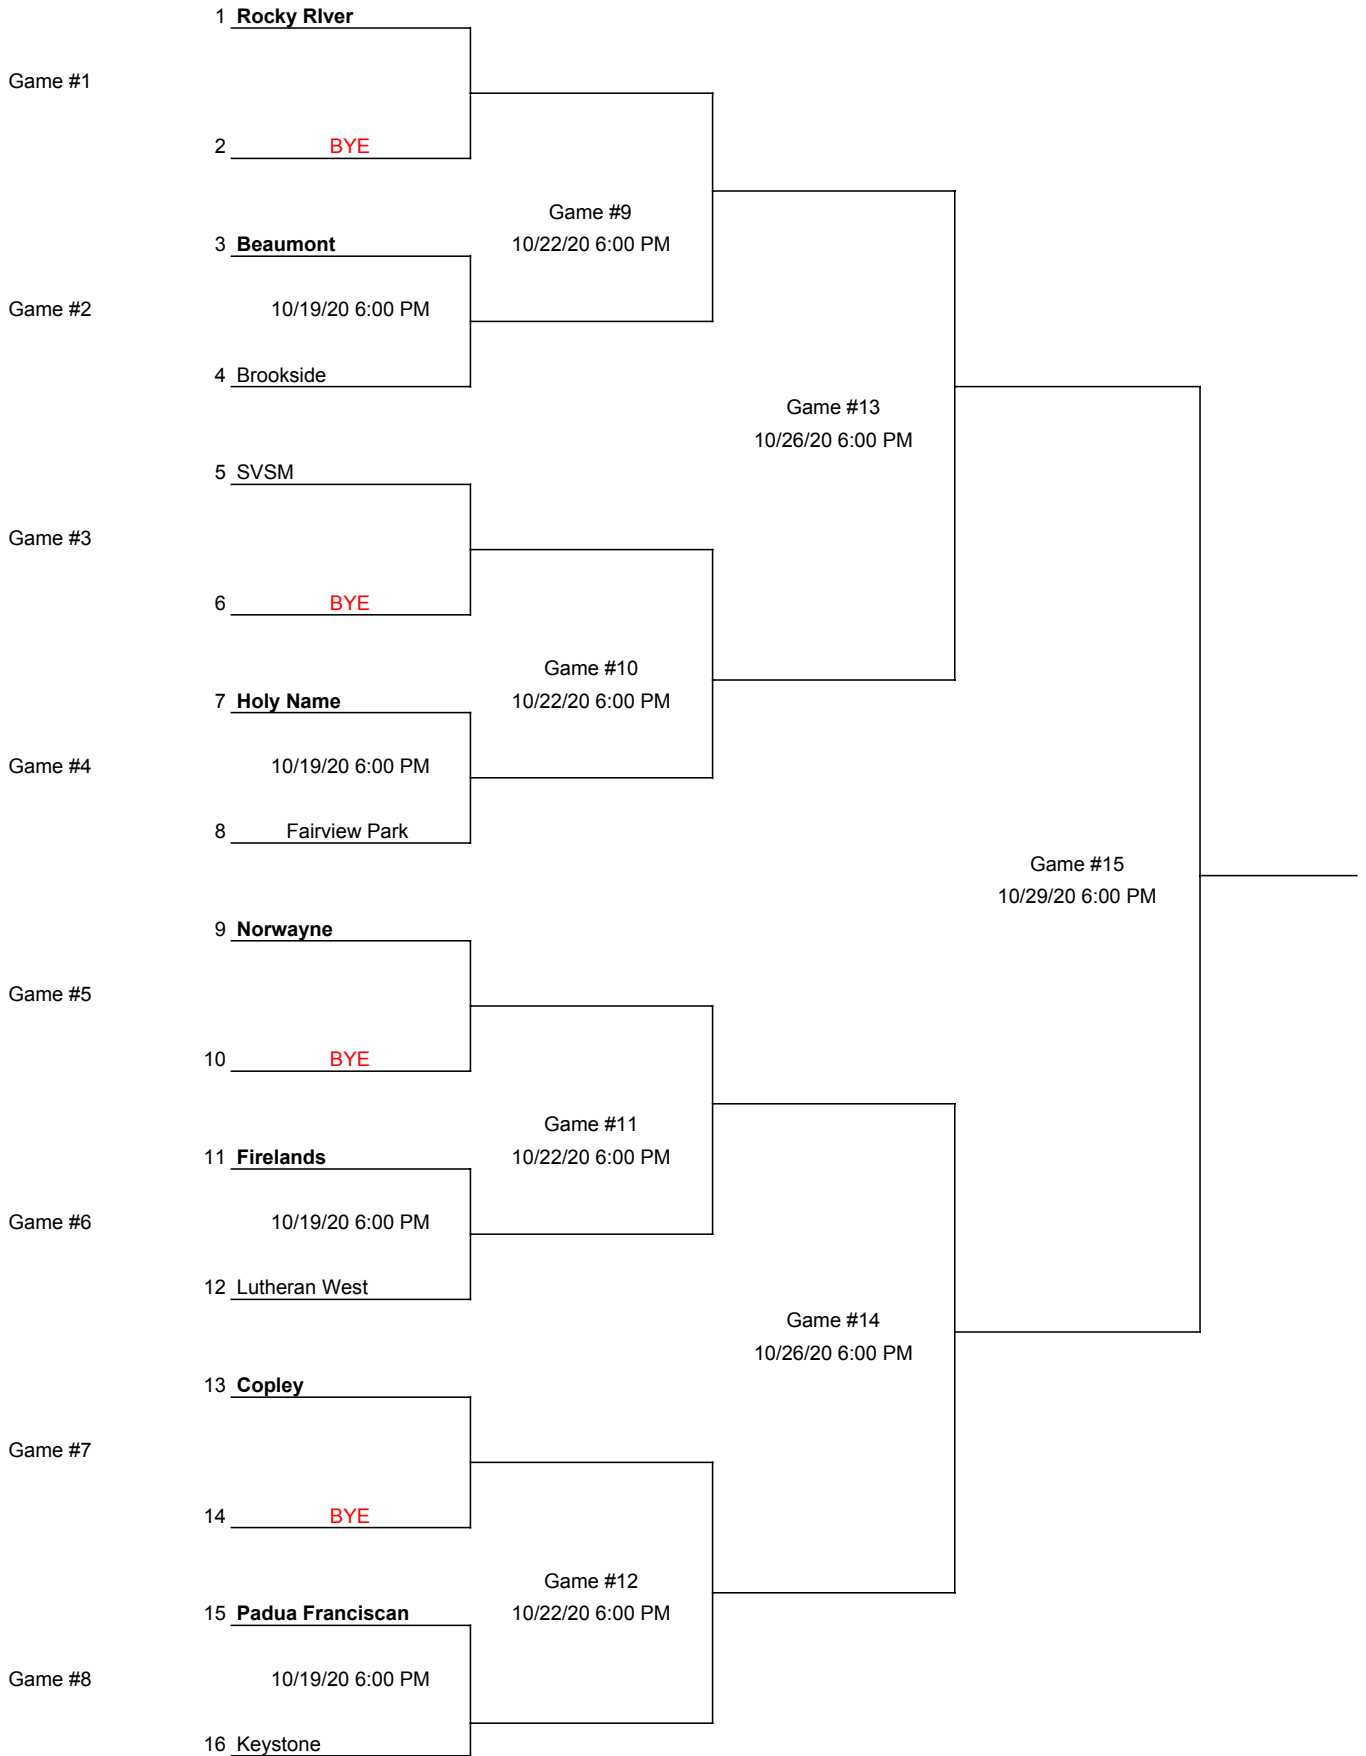 1 Rocky RIver
Game #1
2 BYE
Game #9
3 Beaumont 10/22/20 6:00 PM
Game #2 10/19/20 6:00 PM
4 Brookside
Game #13
10/26/20 6:00 PM
5 SVSM
Game #3
6 BYE
Game #10
7 Holy Name 10/22/20 6:00 PM
Game #4 10/19/20 6:00 PM
8 Fairview Park
Game #15
10/29/20 6:00 PM
9 Norwayne
Game #5
10 BYE
Game #11
11 Firelands 10/22/20 6:00 PM
Game #6 10/19/20 6:00 PM
12 Lutheran West
Game #14
10/26/20 6:00 PM
13 Copley
Game #7
14 BYE
Game #12
15 Padua Franciscan 10/22/20 6:00 PM
Game #8 10/19/20 6:00 PM
16 Keystone